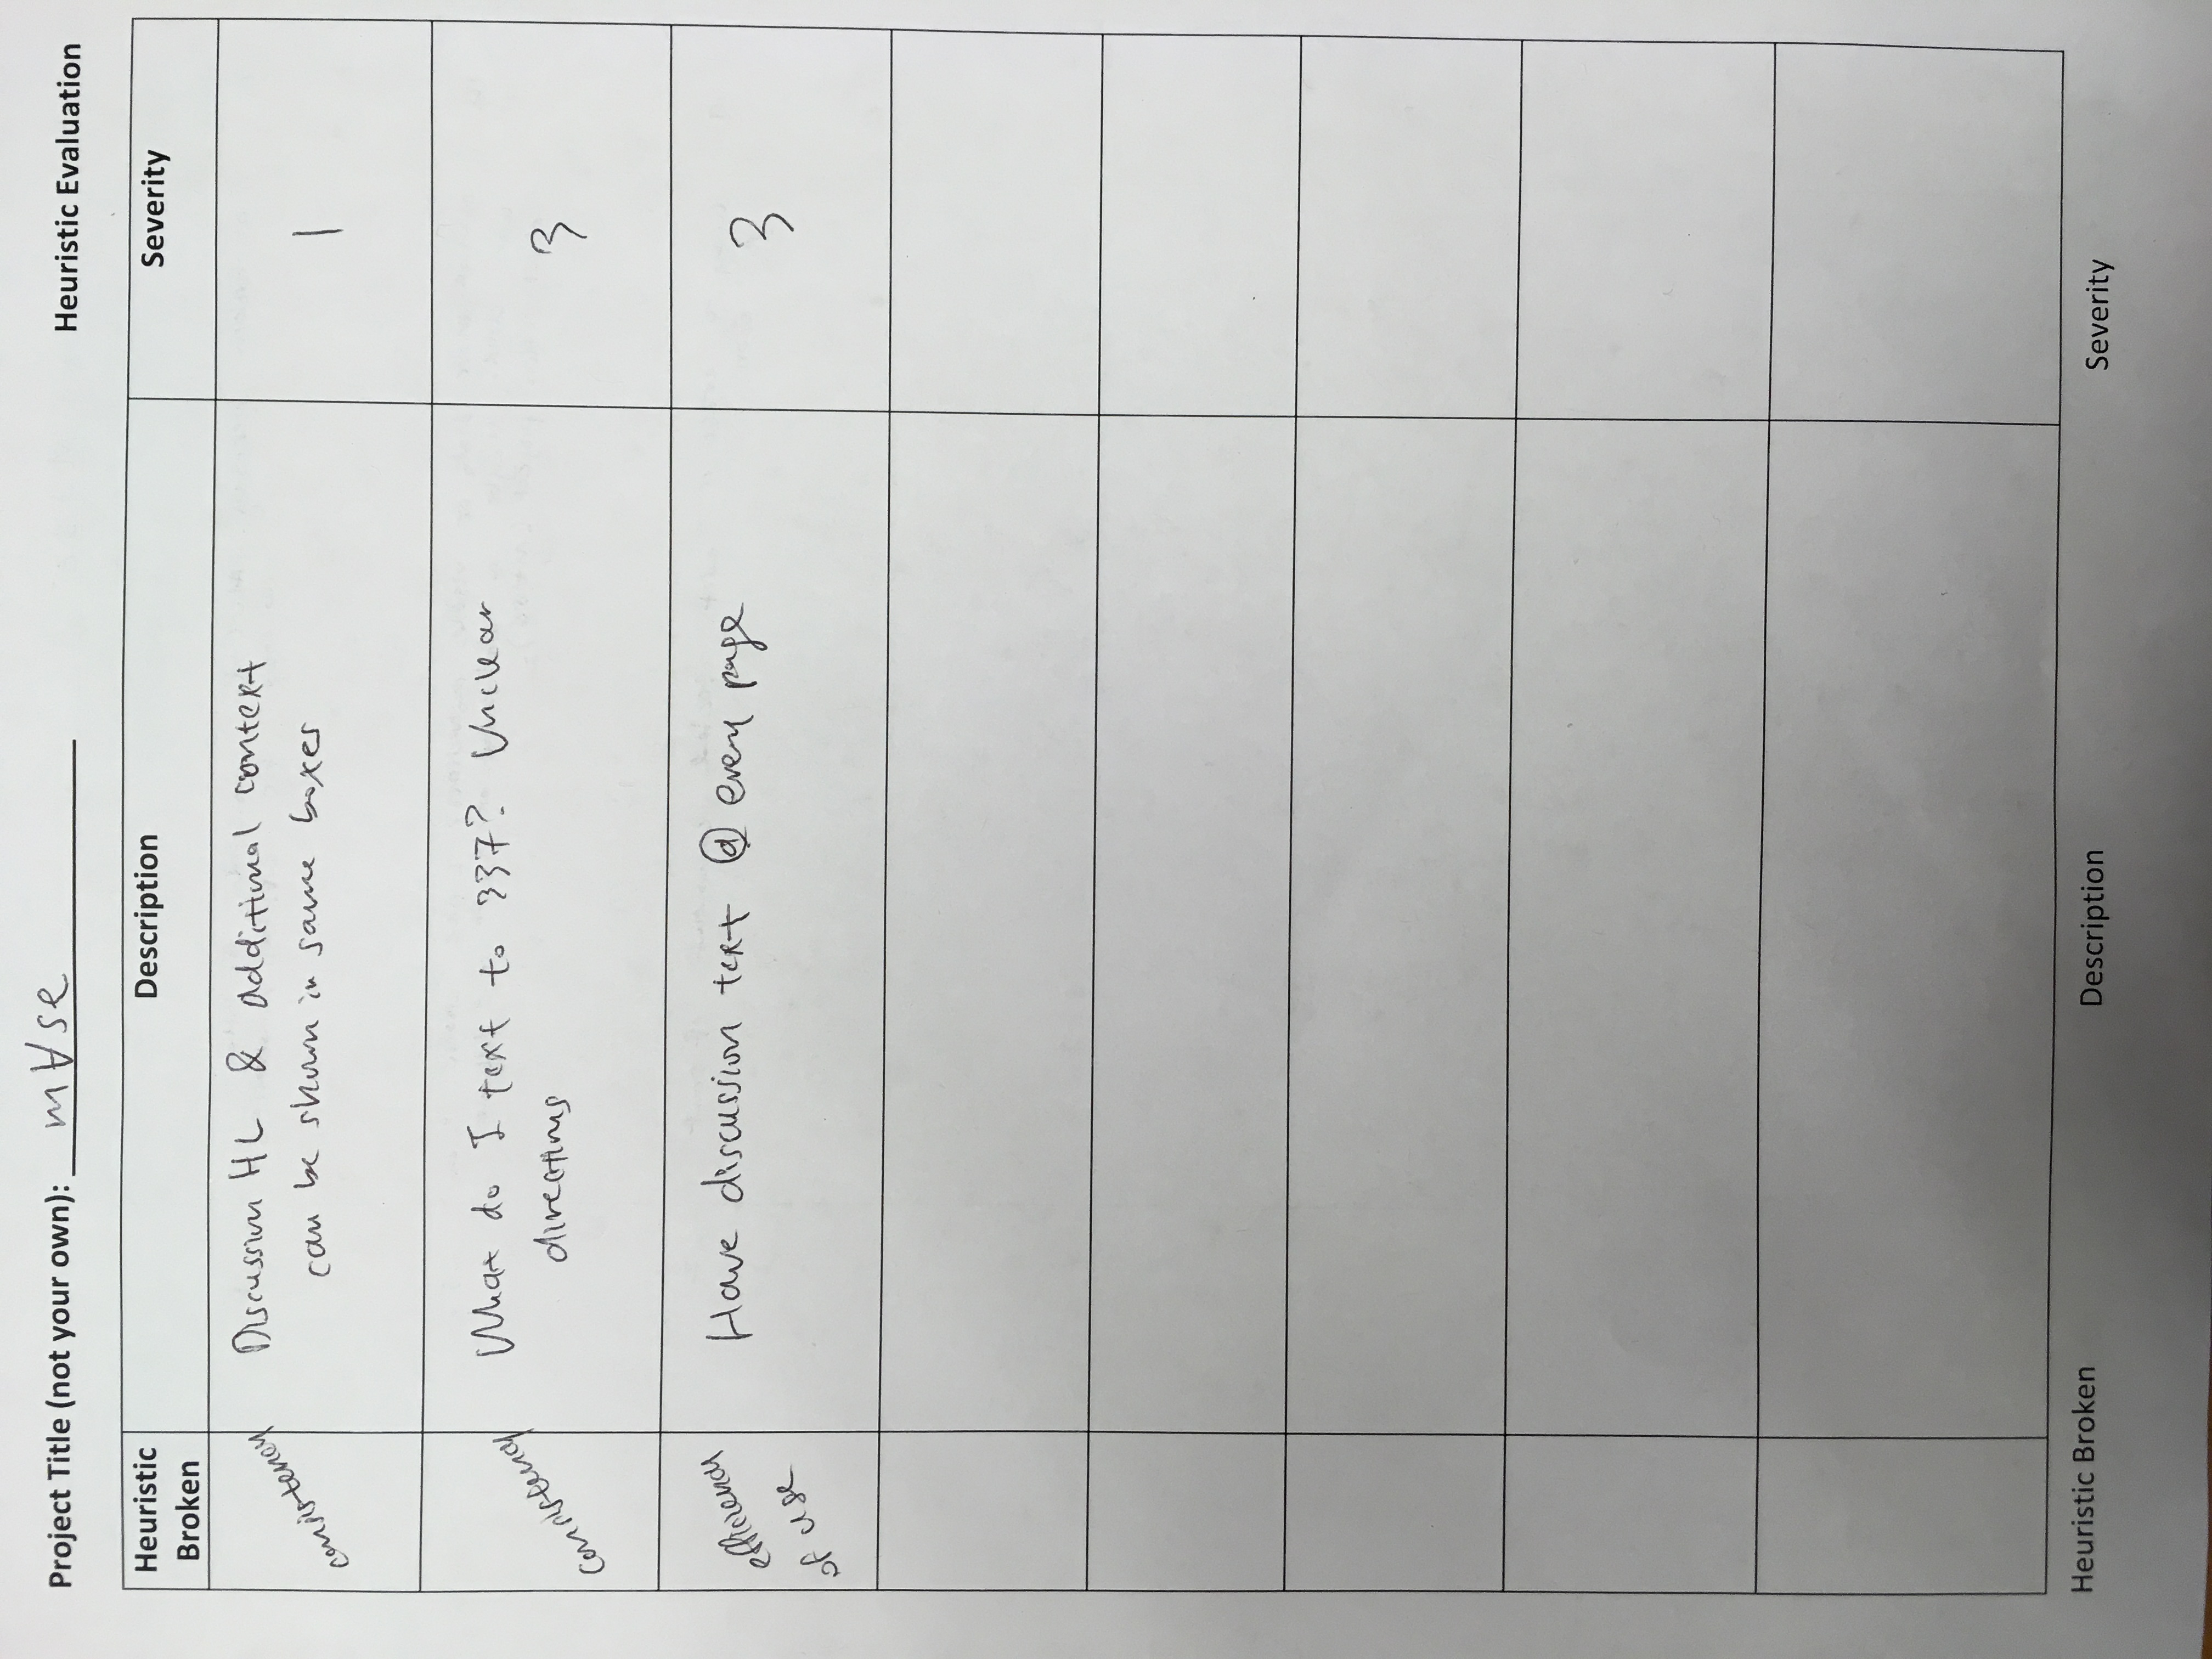 Project Title (not your own): m∀se
Heuristic Evaluation
Heuristic
Broken
Description
Severity
consistency
Discussion HL & additional context
can be shown in same boxes
1
consistency
What do I text to 337? Unclear
directions
3
efficiency
of use
Have discussion text @ every page
3
Heuristic Broken
Description
Severity